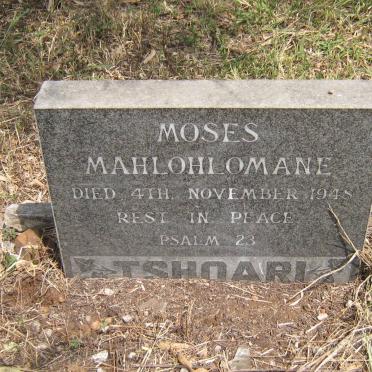 MOSES
MAHLOHLOMANE
DIED 4TH. NOVEMBER 1948
REST IN PEACE
PSALM 23
TSHOARI